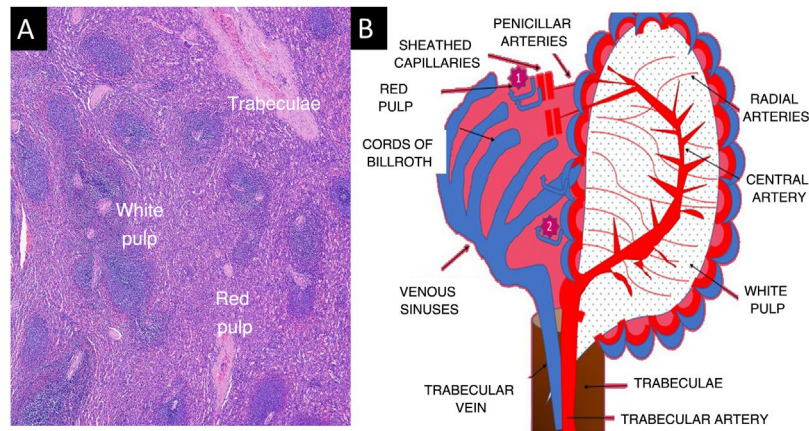 A
Trabeculae
White
pulp
Red
pulp
B
PENICILLAR
ARTERIES
SHEATHED
CAPILLARIES
1
RED
PULP
CORDS OF
BILLROTH
RADIAL
ARTERIES
CENTRAL
ARTERY
2
VENOUS
SINUSES
WHITE
PULP
TRABECULAR
VEIN
TRABECULAE
TRABECULAR ARTERY